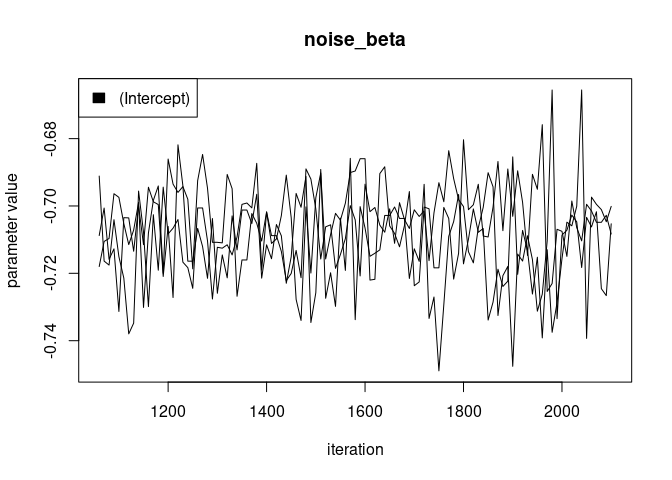 noise_beta
(Intercept)
-0.68
-0.70
-0.72
-0.74
parameter value
1200 1400 1600 1800 2000
iteration